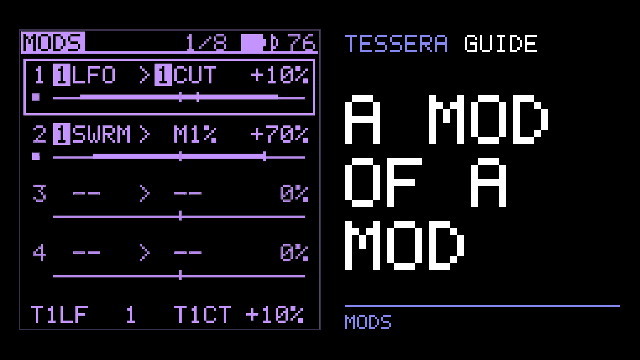 MODS 1/8 76
1 1LFO > 1CUT +10%
2 1SWRM > M1% +70%
3 -- > -- 0%
4 -- > -- 0%
T1LF 1 T1CT +10%
TESSERA GUIDE
A MOD
OF A
MOD
MODS